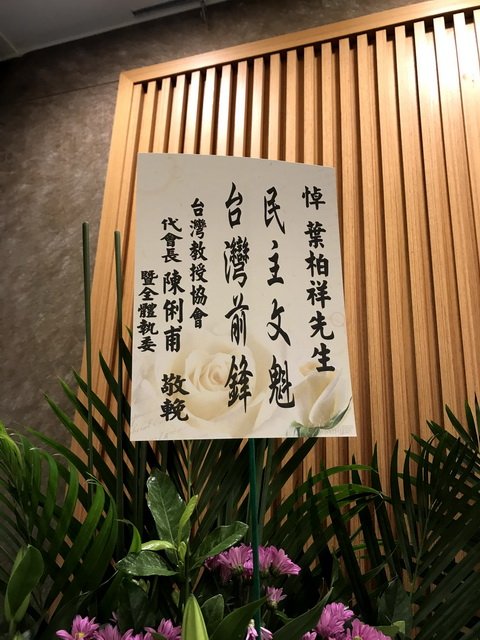 悼 葉柏祥先生
民主文魁
台灣前鋒
台灣教授協會
代會長 陳俐甫 敬輓
暨全體執委